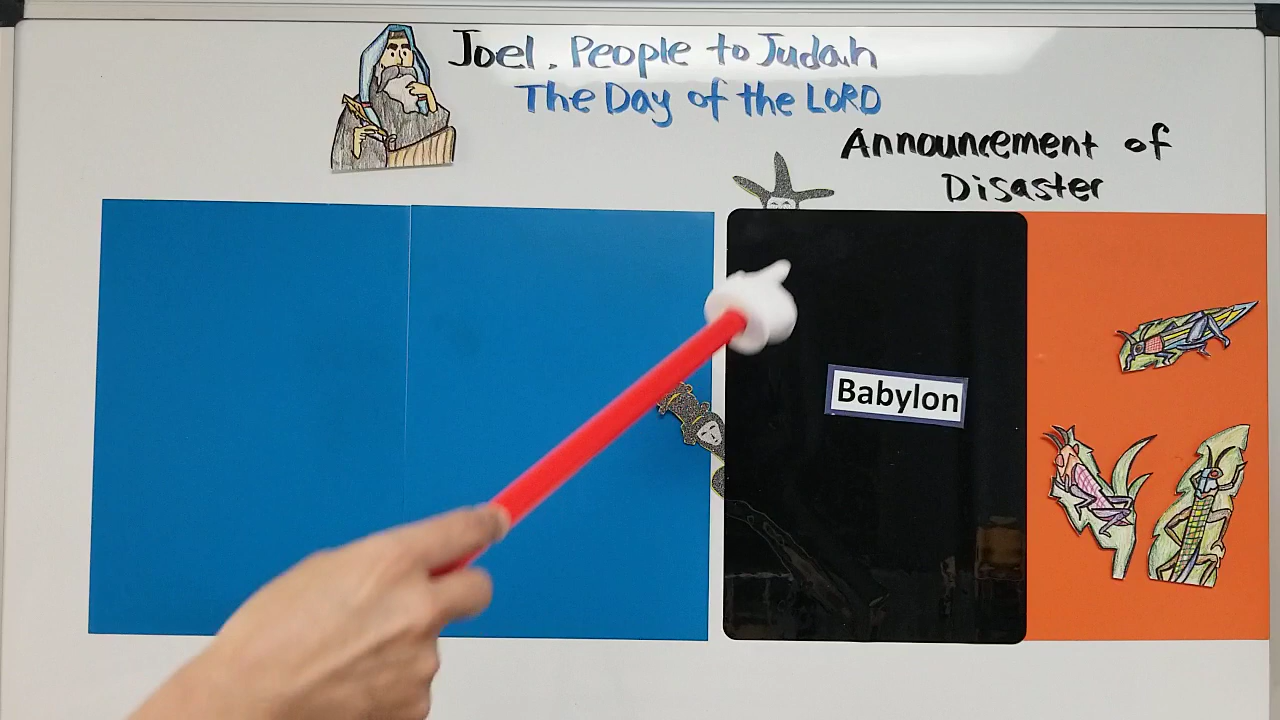 Joel. People to Judah
The Day of the LORD
Announcement of
Disaster
Babylon